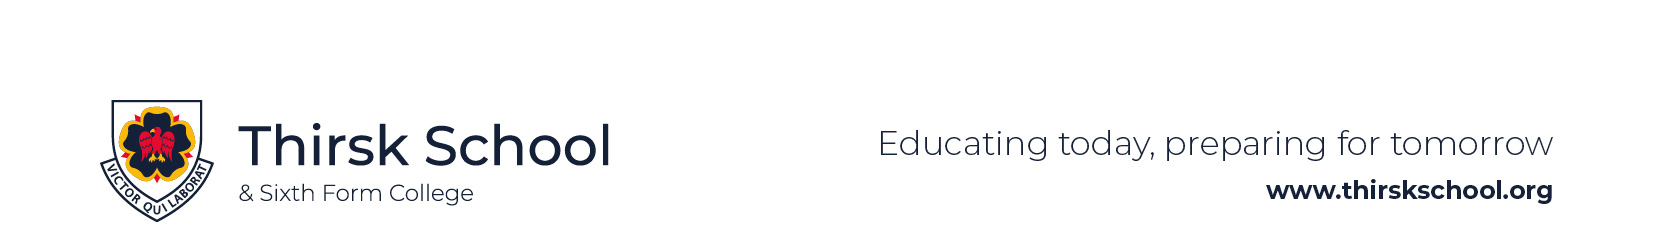 VICTOR QUI LABORAT
Thirsk School
& Sixth Form College
Educating today, preparing for tomorrow
www.thirskschool.org